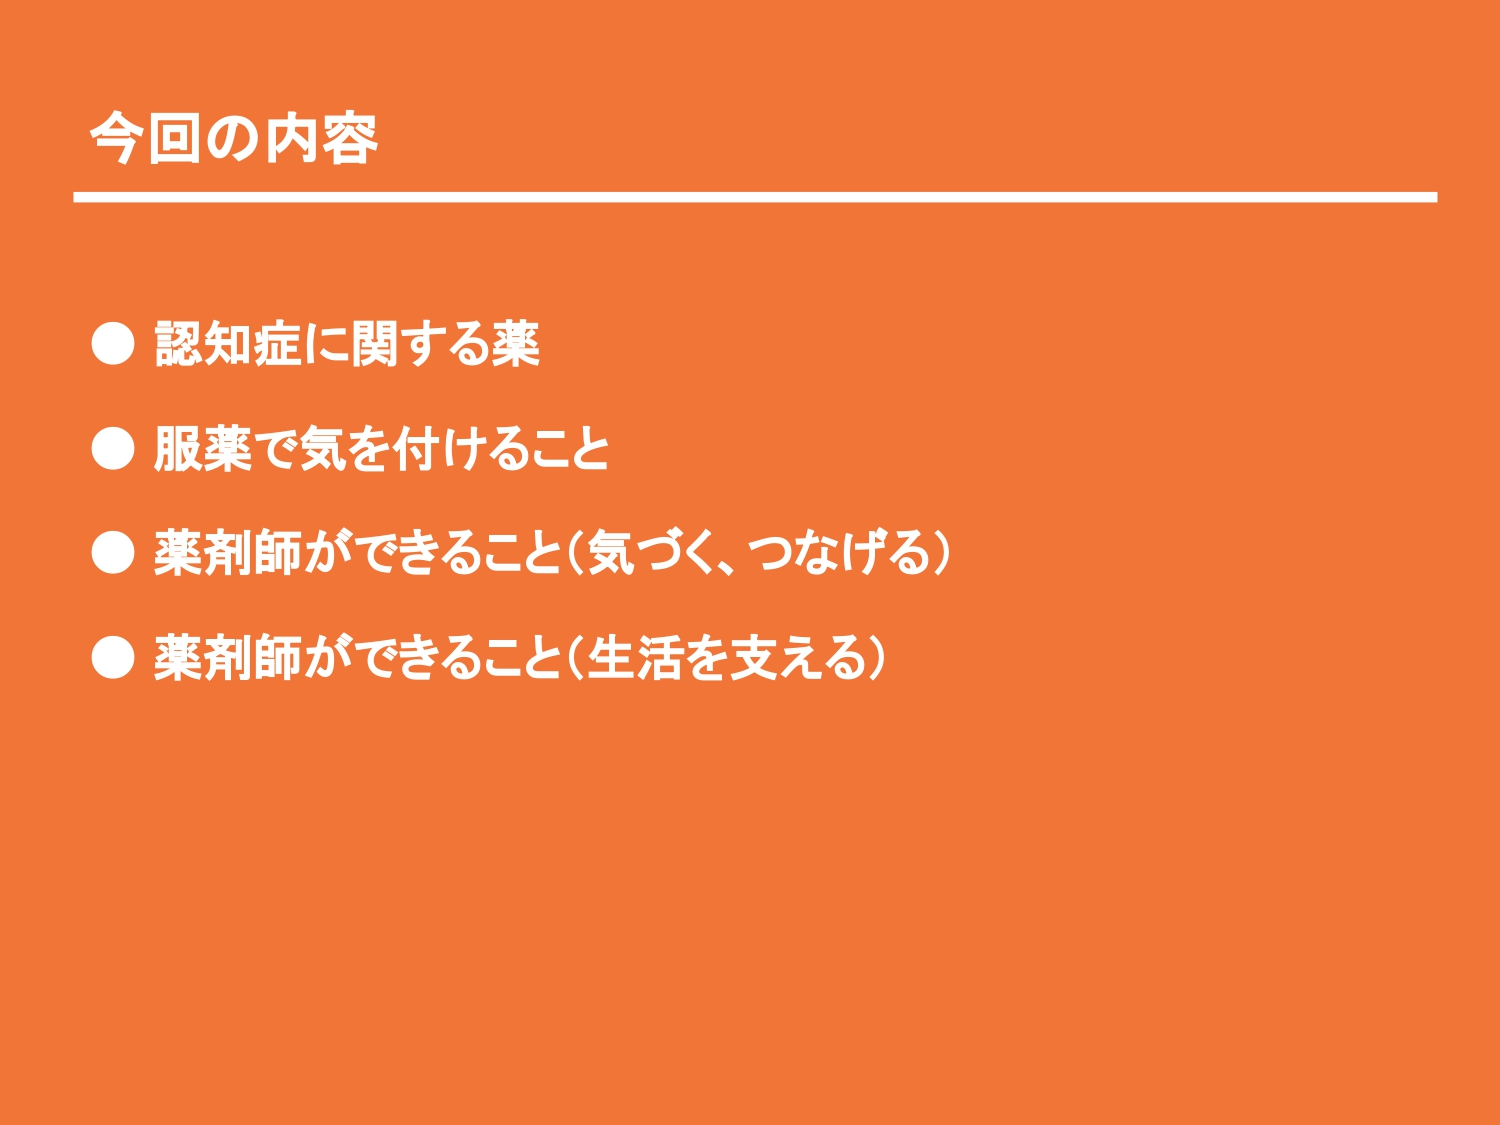 今回の内容
● 認知症に関する薬
● 服薬で気を付けること
● 薬剤師ができること（気づく、つなげる）
● 薬剤師ができること（生活を支える）